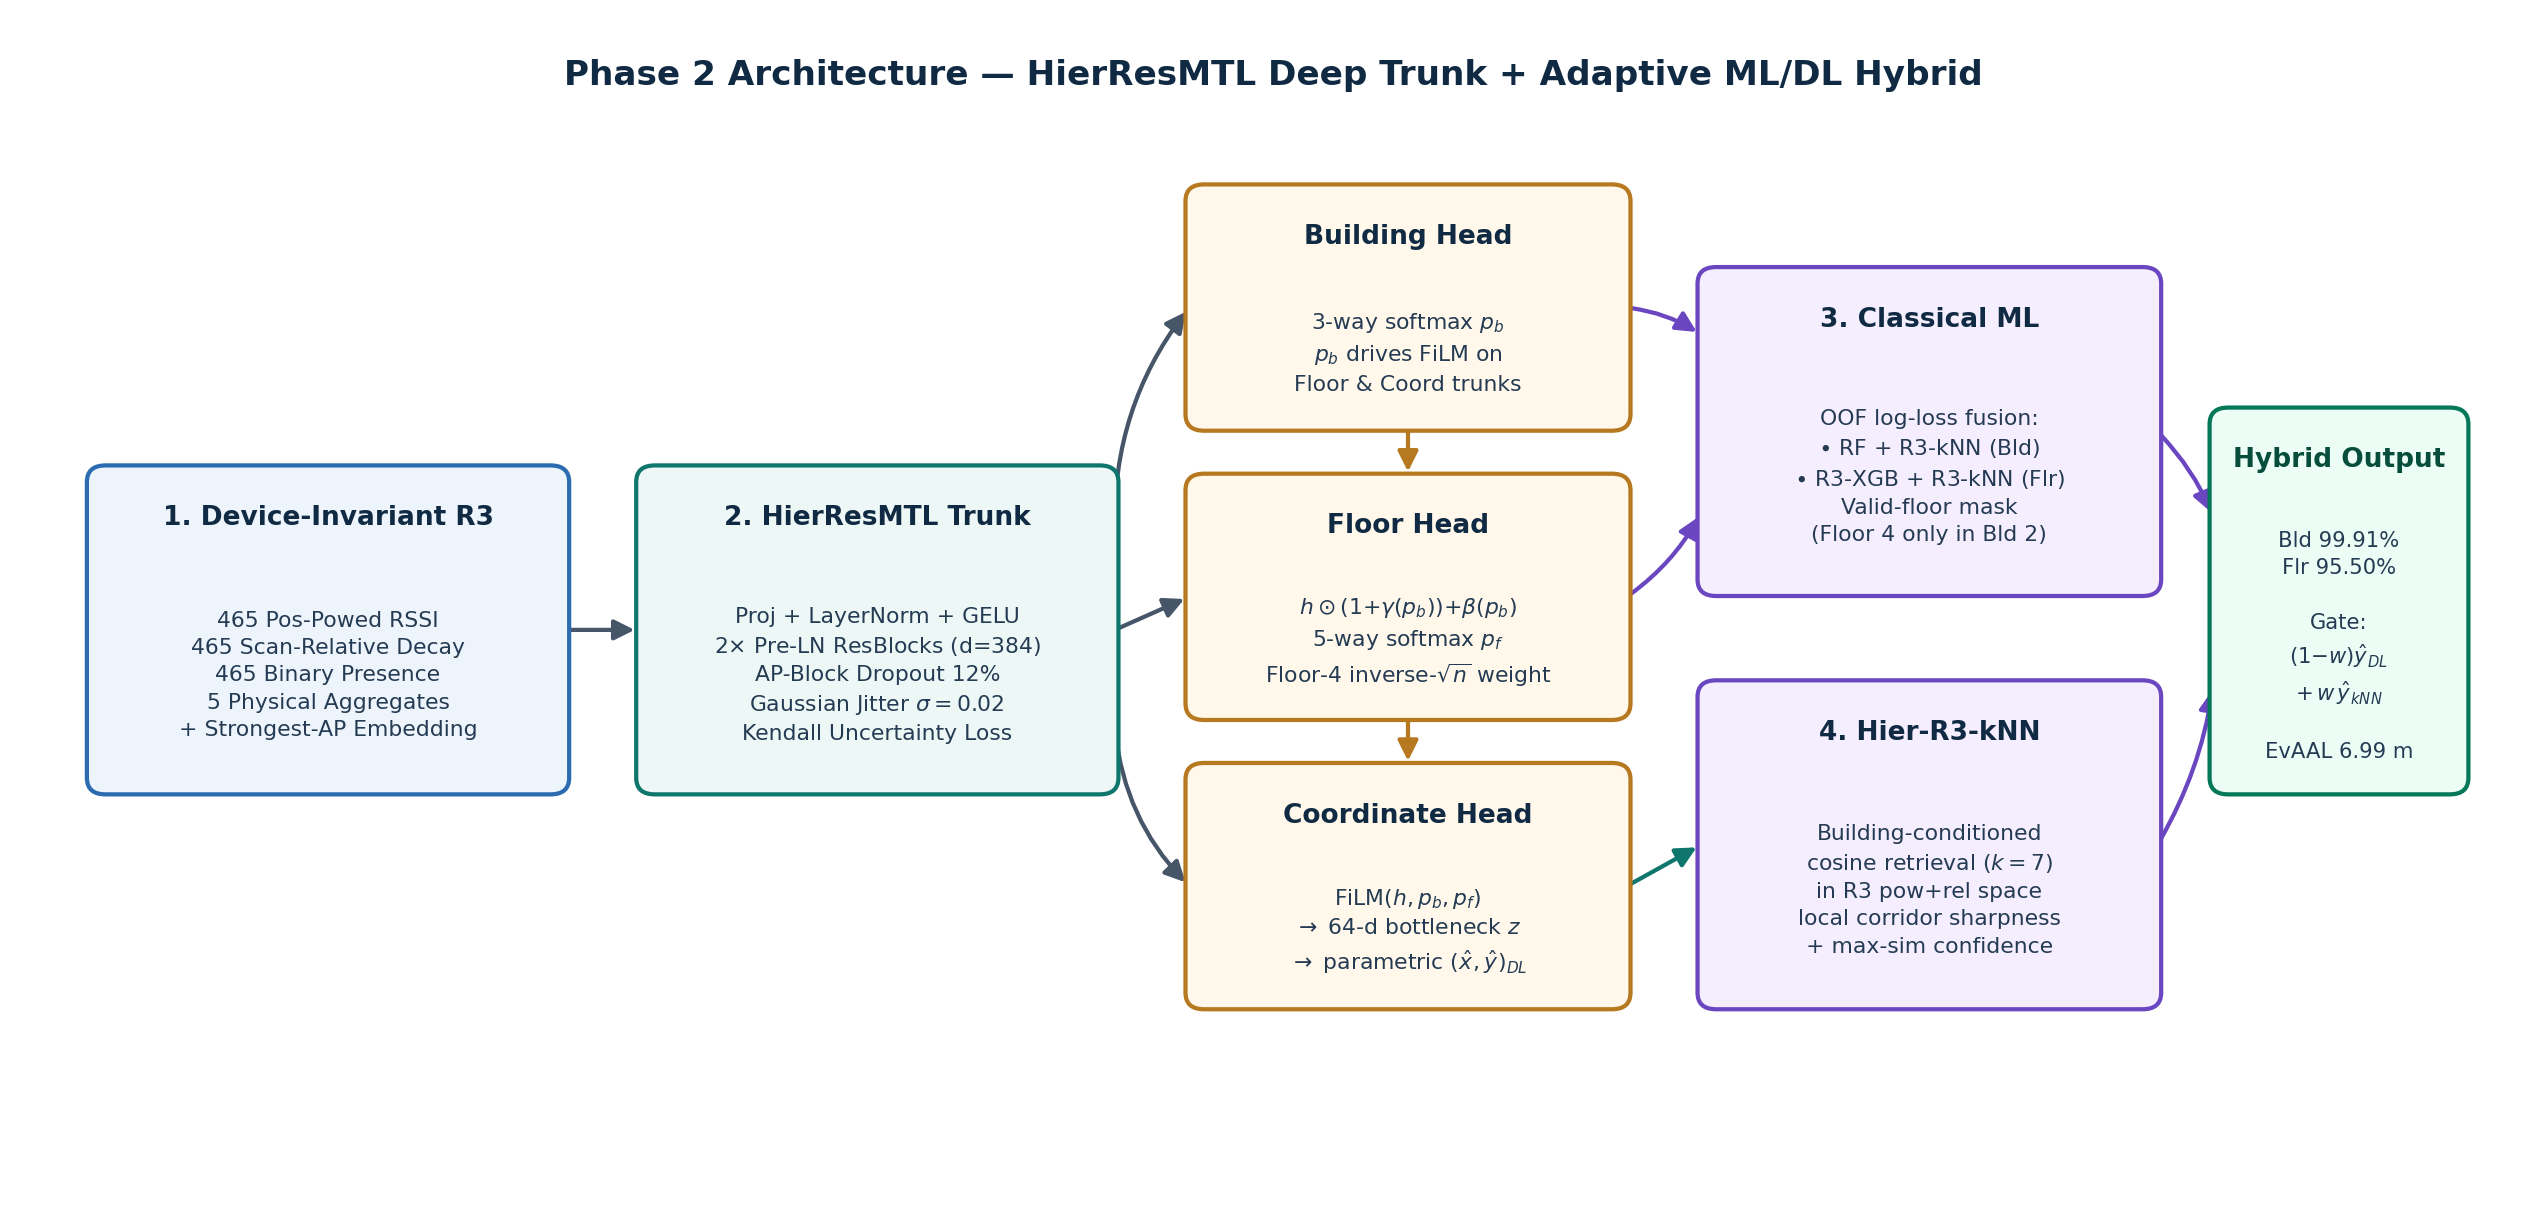 Phase 2 Architecture — HierResMTL Deep Trunk + Adaptive ML/DL Hybrid
1. Device-Invariant R3
465 Pos-Powed RSSI
465 Scan-Relative Decay
465 Binary Presence
5 Physical Aggregates
+ Strongest-AP Embedding
2. HierResMTL Trunk
Proj + LayerNorm + GELU
2× Pre-LN ResBlocks (d=384)
AP-Block Dropout 12%
Gaussian Jitter σ = 0.02
Kendall Uncertainty Loss
Building Head
3-way softmax p_b
p_b drives FiLM on
Floor & Coord trunks
Floor Head
h ⊙ (1+γ(p_b))+β(p_b)
5-way softmax p_f
Floor-4 inverse-√n weight
Coordinate Head
FiLM(h, p_b, p_f)
→ 64-d bottleneck z
→ parametric (x̂, ŷ)_DL
3. Classical ML
OOF log-loss fusion:
• RF + R3-kNN (Bld)
• R3-XGB + R3-kNN (Flr)
Valid-floor mask
(Floor 4 only in Bld 2)
4. Hier-R3-kNN
Building-conditioned
cosine retrieval (k = 7)
in R3 pow+rel space
local corridor sharpness
+ max-sim confidence
Hybrid Output
Bld 99.91%
Flr 95.50%
Gate:
(1−w)ŷ_DL
+ w ŷ_kNN
EvAAL 6.99 m